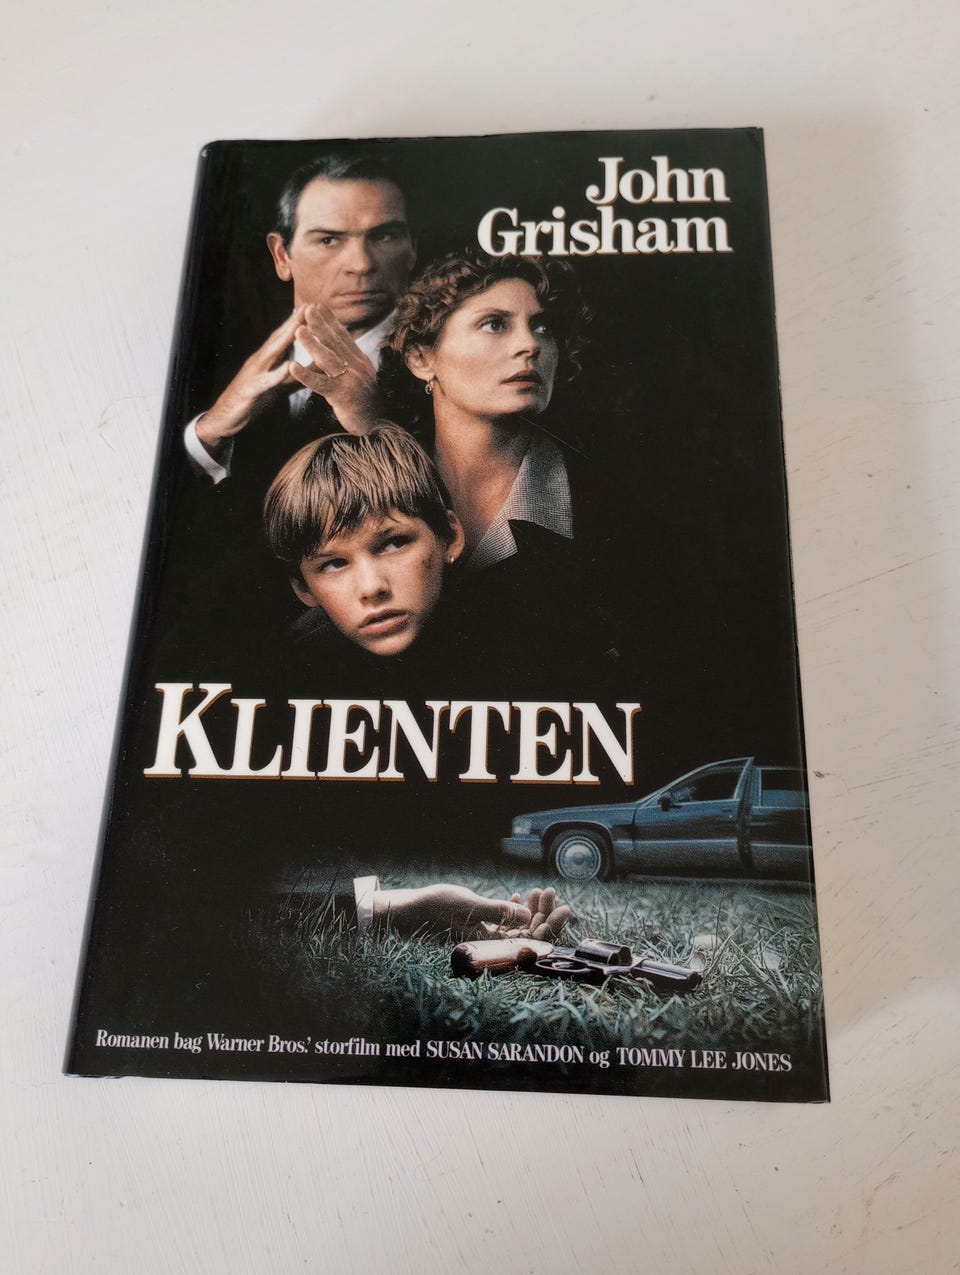 John
Grisham
KLIENTEN
Romanen bag Warner Bros.' storfilm med SUSAN SARANDON og TOMMY LEE JONES